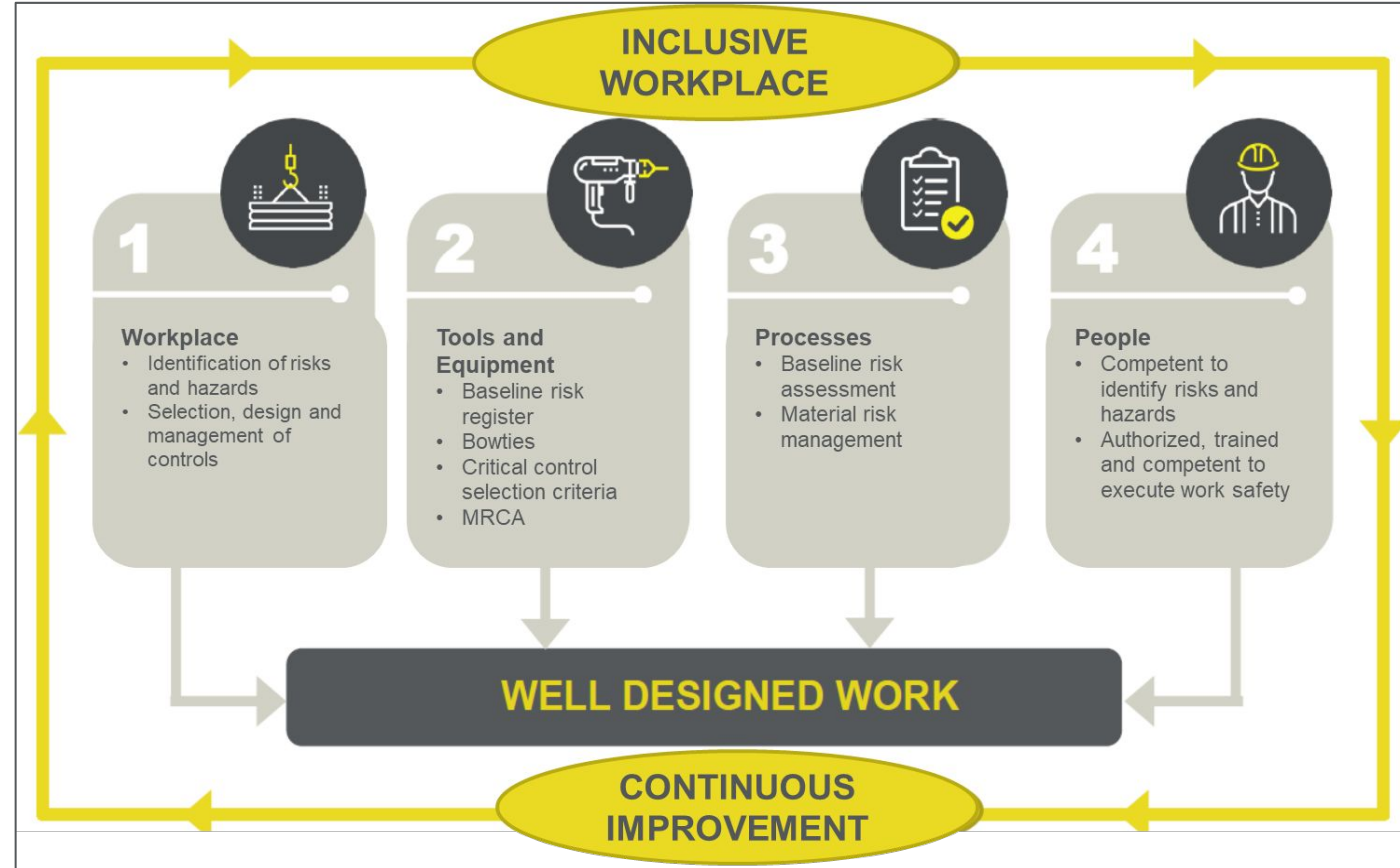 INCLUSIVE
WORKPLACE
1
Workplace
• Identification of risks
and hazards
• Selection, design and
management of
controls
2
Tools and
Equipment
• Baseline risk
register
• Bowties
• Critical control
selection criteria
• MRCA
3
Processes
• Baseline risk
assessment
• Material risk
management
4
People
• Competent to
identify risks and
hazards
• Authorized, trained
and competent to
execute work safety
WELL DESIGNED WORK
CONTINUOUS
IMPROVEMENT